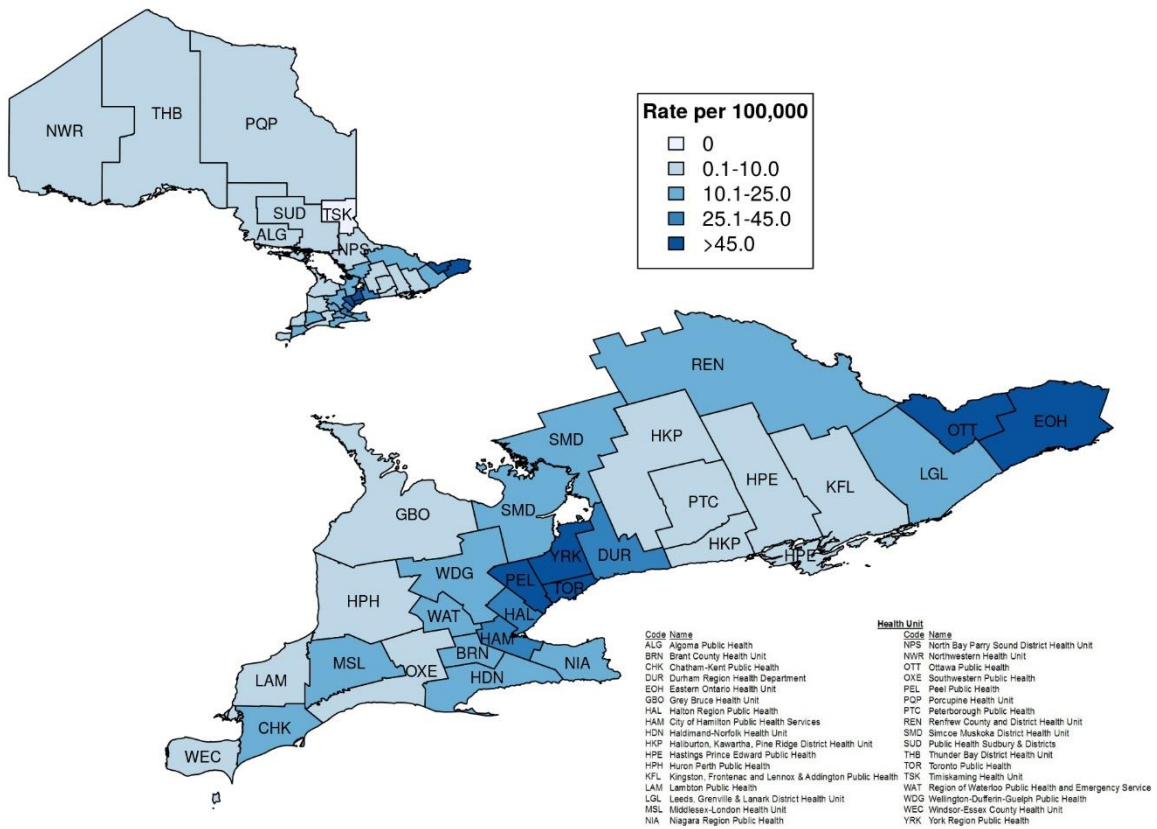 Rate per 100,000
0
0.1-10.0
10.1-25.0
25.1-45.0
>45.0
NWR
THB
PQP
SUD
TSK
ALG
NPS
REN
OTT
EOH
SMD
HKP
LGL
HPE
KFL
PTC
SMD
GBO
HKP
HPE
YRK
DUR
WDG
PEL
TOR
HPH
WAT
HAL
HAM
MSL
OXE
BRN
NIA
LAM
HDN
CHK
WEC
Health Unit
Code Name
ALG Algoma Public Health
BRN Brant County Health Unit
CHK Chatham-Kent Public Health
DUR Durham Region Health Department
EOH Eastern Ontario Health Unit
GBO Grey Bruce Health Unit
HAL Halton Region Public Health
HAM City of Hamilton Public Health Services
HDN Haldimand-Norfolk Health Unit
HKP Haliburton, Kawartha, Pine Ridge District Health Unit
HPE Hastings Prince Edward Public Health
HPH Huron Perth Public Health
KFL Kingston, Frontenac and Lennox & Addington Public Health
LAM Lambton Public Health
LGL Leeds, Grenville & Lanark District Health Unit
MSL Middlesex-London Health Unit
NIA Niagara Region Public Health
Code Name
NPS North Bay Parry Sound District Health Unit
NWR Northwestern Health Unit
OTT Ottawa Public Health
OXE Southwestern Public Health
PEL Peel Public Health
PQP Porcupine Health Unit
PTC Peterborough Public Health
REN Renfrew County and District Health Unit
SMD Simcoe Muskoka District Health Unit
SUD Public Health Sudbury & Districts
THB Thunder Bay District Health Unit
TOR Toronto Public Health
TSK Timiskaming Health Unit
WAT Region of Waterloo Public Health and Emergency Service
WDG Wellington-Dufferin-Guelph Public Health
WEC Windsor-Essex County Health Unit
YRK York Region Public Health